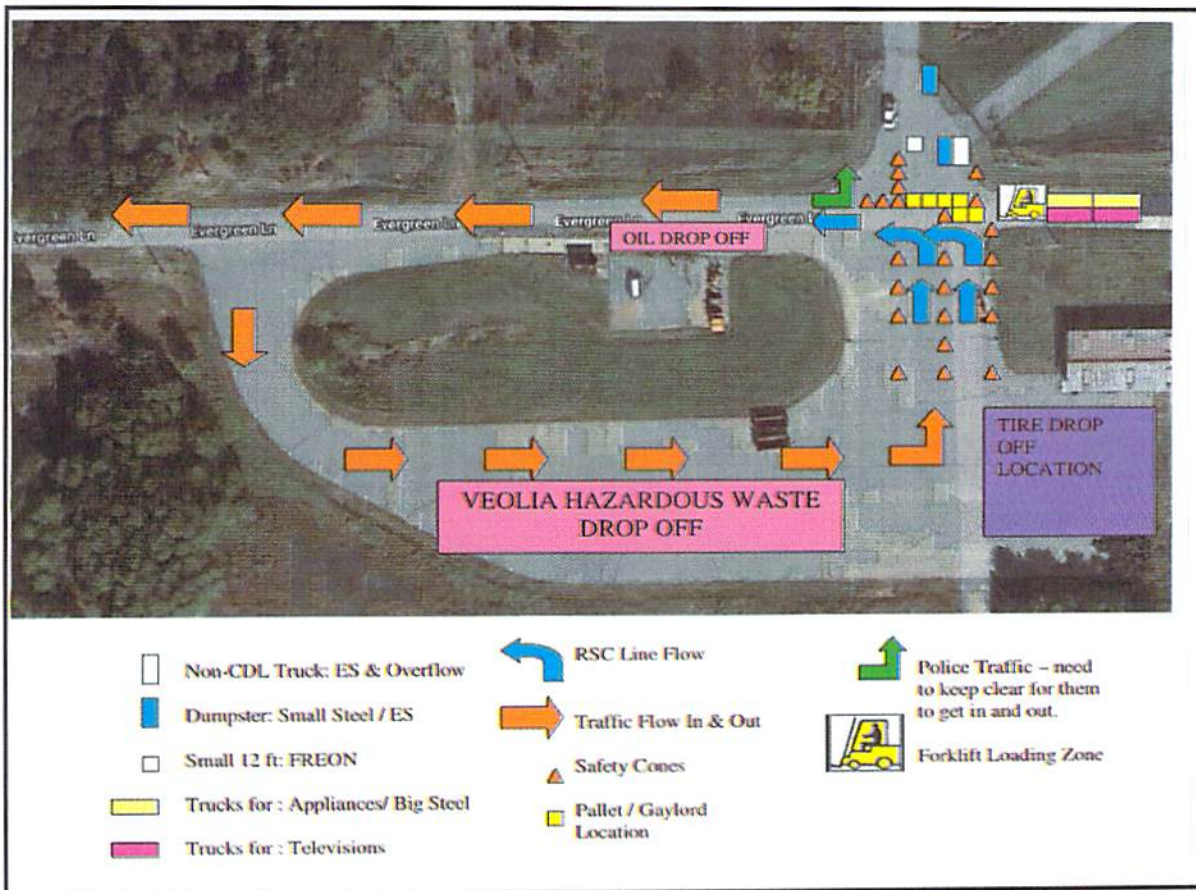 Evergreen Ln
Evergreen Ln
Evergreen Ln
Evergreen Ln
Evergreen
OIL DROP OFF
TIRE DROP
OFF
LOCATION
VEOLIA HAZARDOUS WASTE
DROP OFF
Non-CDL Truck: ES & Overflow
Dumpster: Small Steel / ES
Small 12 ft: FREON
Trucks for : Appliances/ Big Steel
Trucks for : Televisions
RSC Line Flow
Traffic Flow In & Out
Safety Cones
Pallet / Gaylord
Location
Police Traffic – need
to keep clear for them
to get in and out.
Forklift Loading Zone